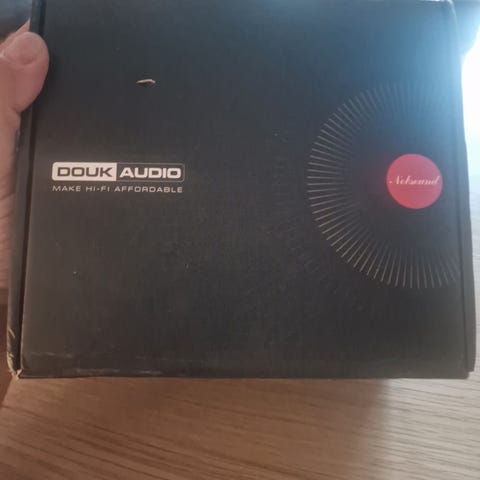 DOUK AUDIO
MAKE HI-FI AFFORDABLE
Nobsound